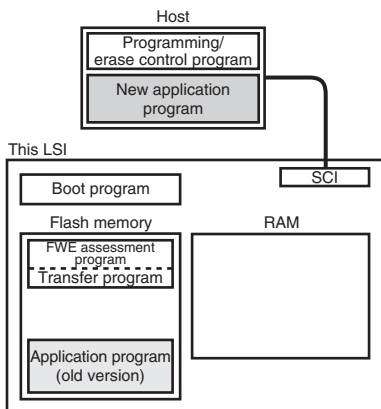 Host
Programming/
erase control program
New application
program
This LSI
SCI
Boot program
Flash memory
RAM
FWE assessment
program
Transfer program
Application program
(old version)